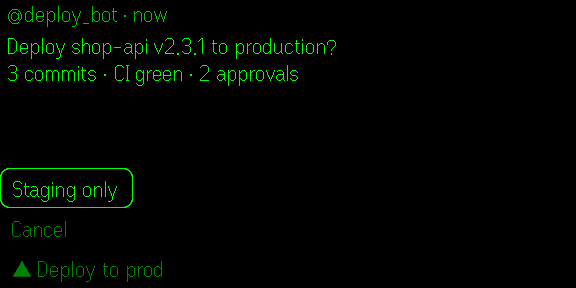 @deploy_bot · now
Deploy shop-api v2.3.1 to production?
3 commits · CI green · 2 approvals
Staging only
Cancel
▲ Deploy to prod